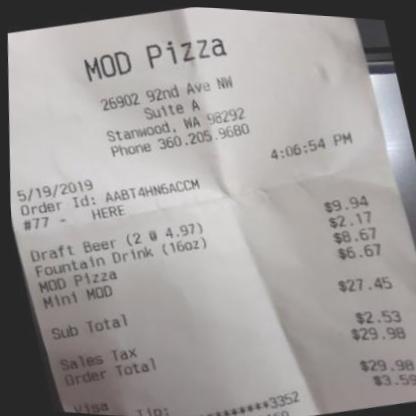 MOD Pizza
26902 92nd Ave NW
Suite A
Stanwood, WA 98292
Phone 360.205.9680
5/19/2019 4:06:54 PM
Order Id: AABT4HN6ACCM
#77 - HERE
Draft Beer (2 @ 4.97) $9.94
Fountain Drink (16oz) $2.17
MOD Pizza $8.67
Mini MOD $6.67
Sub Total $27.45
Sales Tax $2.53
Order Total $29.98
Visa $29.98
Tip: $3.59
********3352